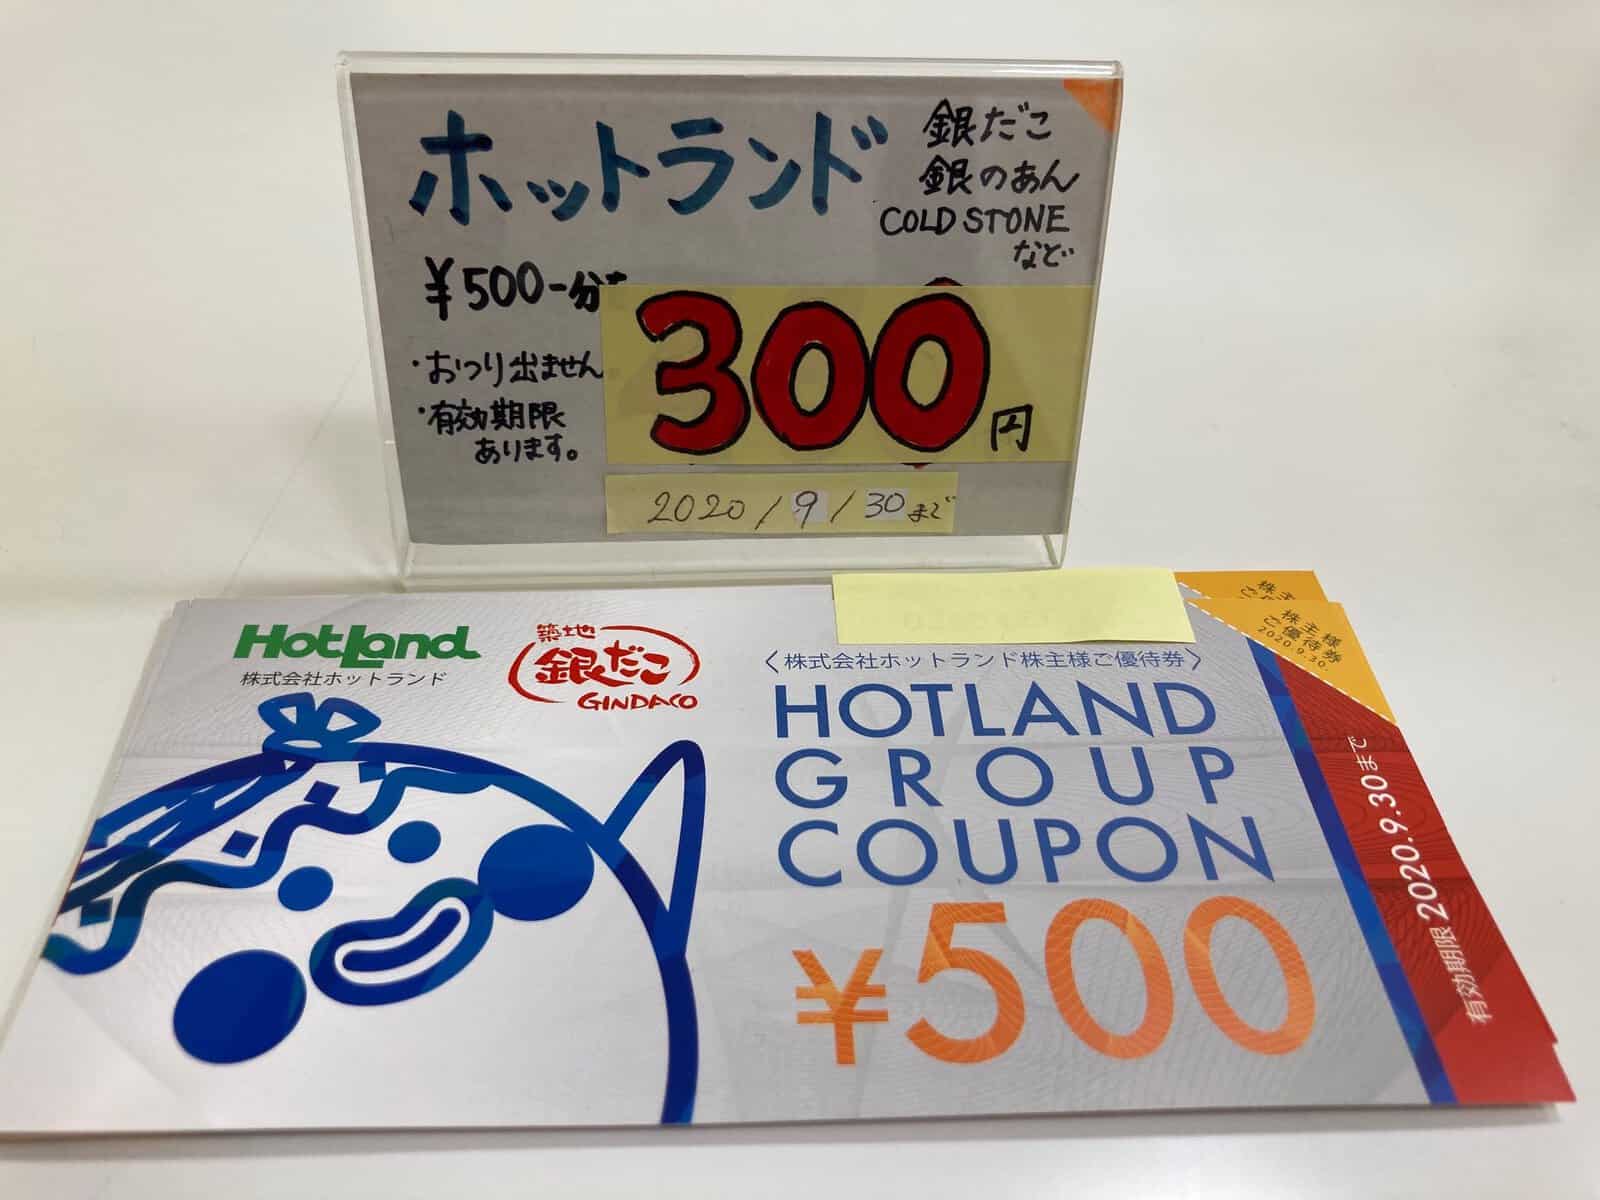 ホットランド
銀だこ
銀のあん
COLD STONE
など
¥500-分
300円
・おつり出ません
・有効期限
あります。
2020/9/30まで
HotLand
株式会社ホットランド
築地
銀だこ
GINDACO
〈株式会社ホットランド株主様ご優待券〉
HOTLAND
GROUP
COUPON
¥500
株主様
ご優待券
2020.9.30.
有効期限 2020.9.30まで